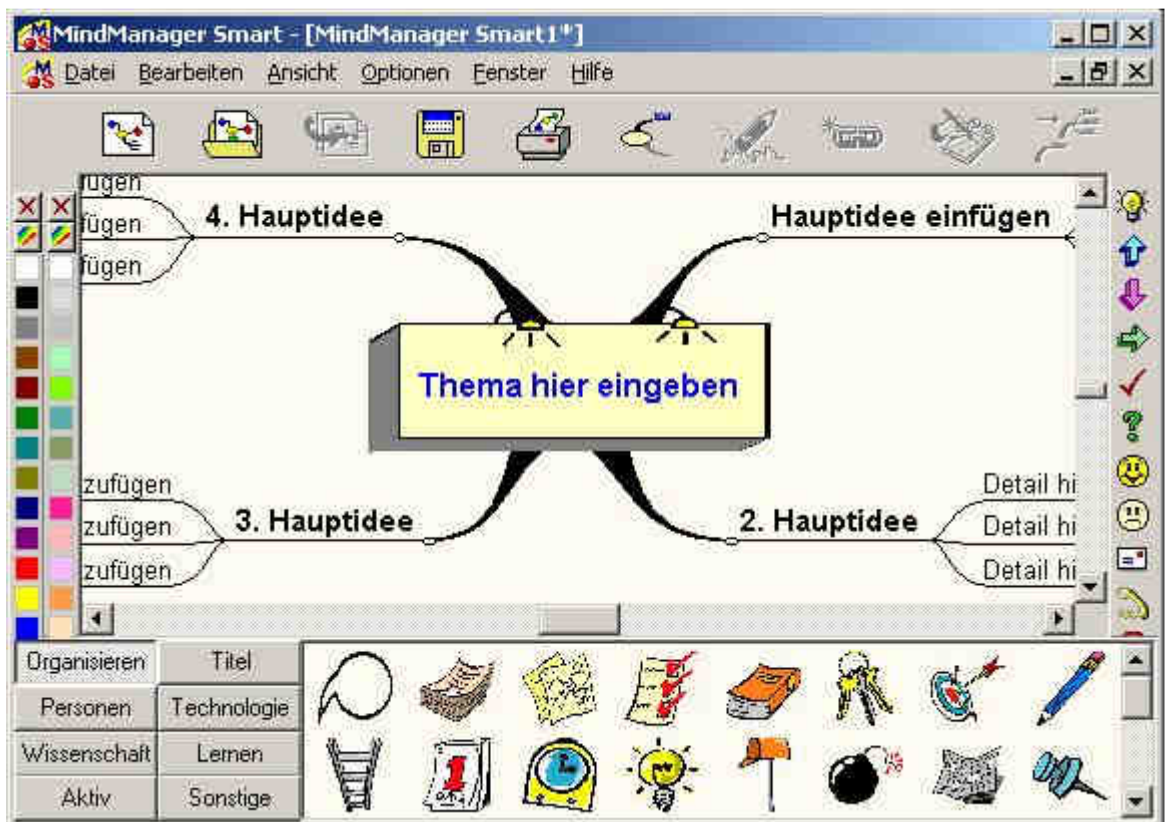 MindManager Smart - [MindManager Smart1*]
Datei Bearbeiten Ansicht Optionen Fenster Hilfe
fügen
fügen
fügen
4. Hauptidee
Hauptidee einfügen
Thema hier eingeben
zufügen
zufügen
zufügen
3. Hauptidee
2. Hauptidee
Detail hi
Detail hi
Detail hi
Organisieren Titel
Personen Technologie
Wissenschaft Lernen
Aktiv Sonstige